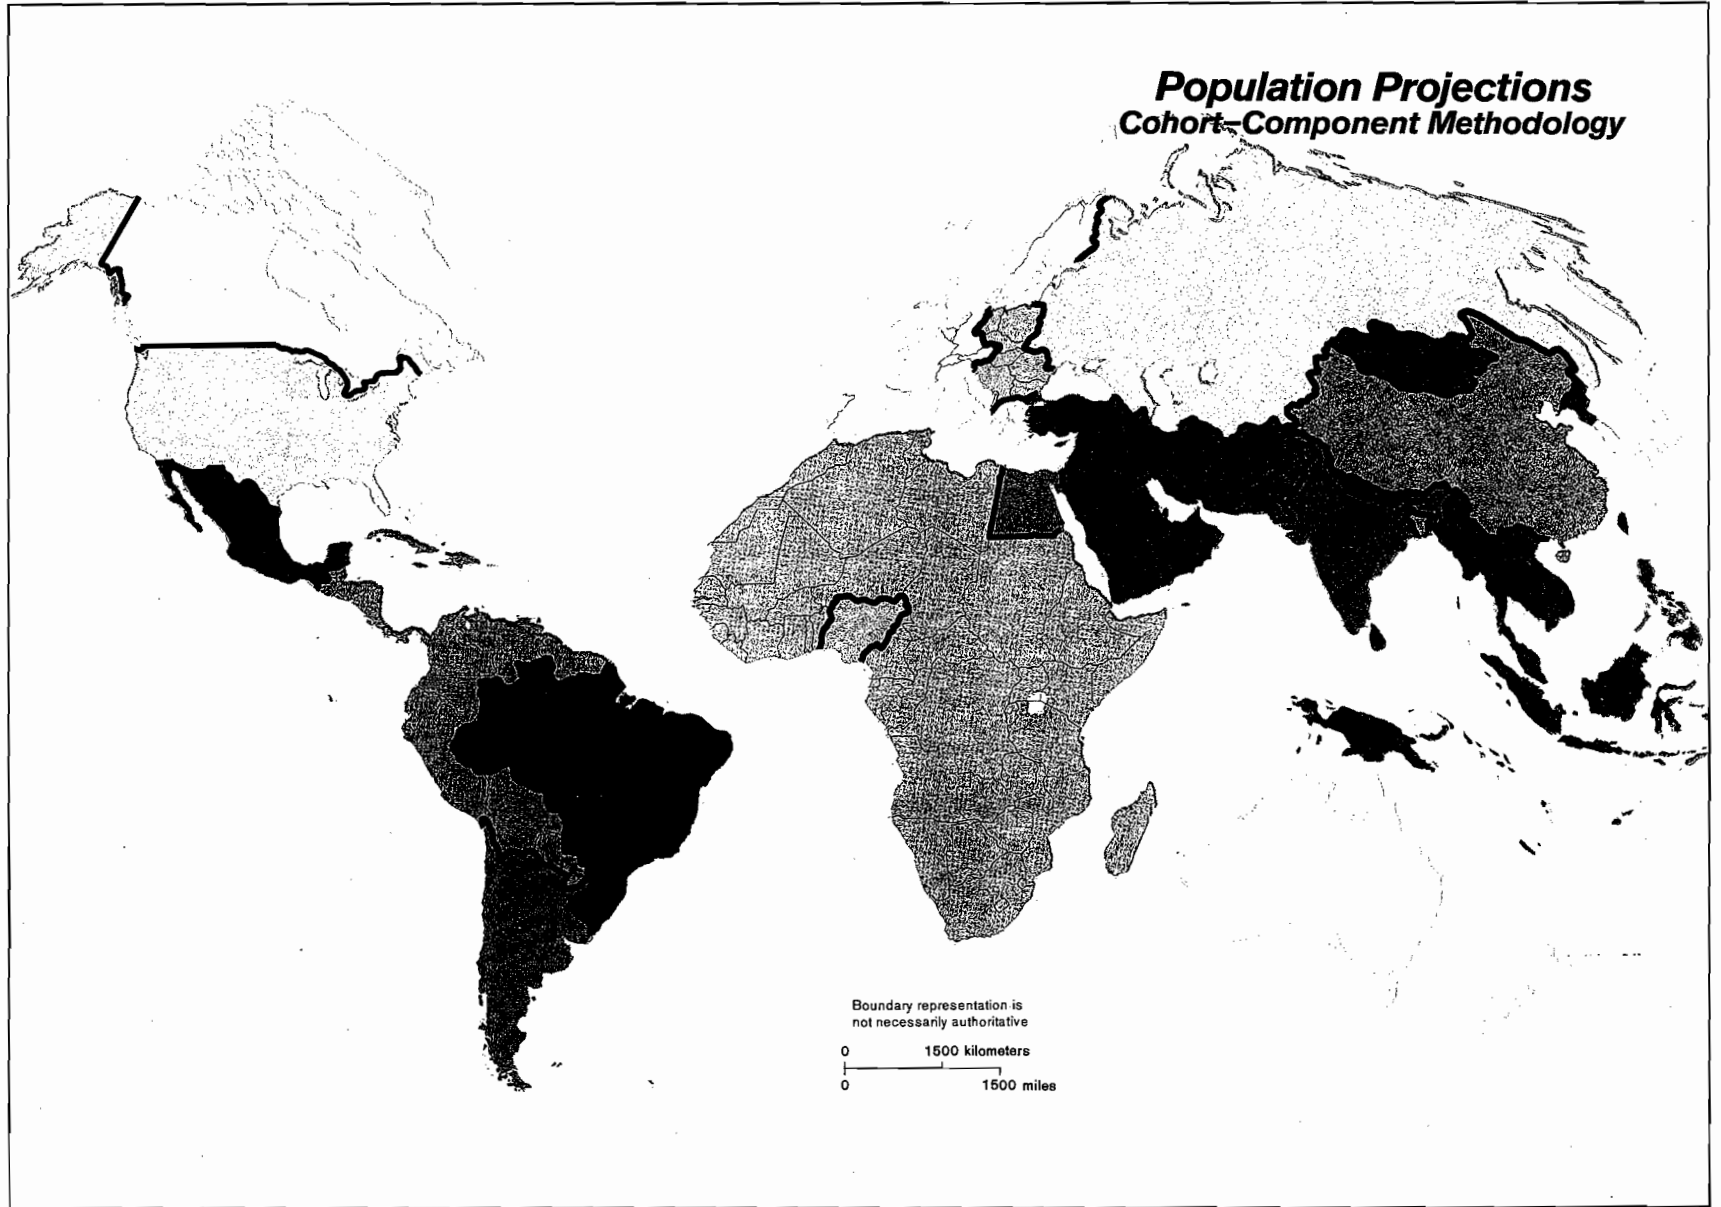 Population Projections
Cohort-Component Methodology
Boundary representation is
not necessarily authoritative
0 1500 kilometers
0 1500 miles